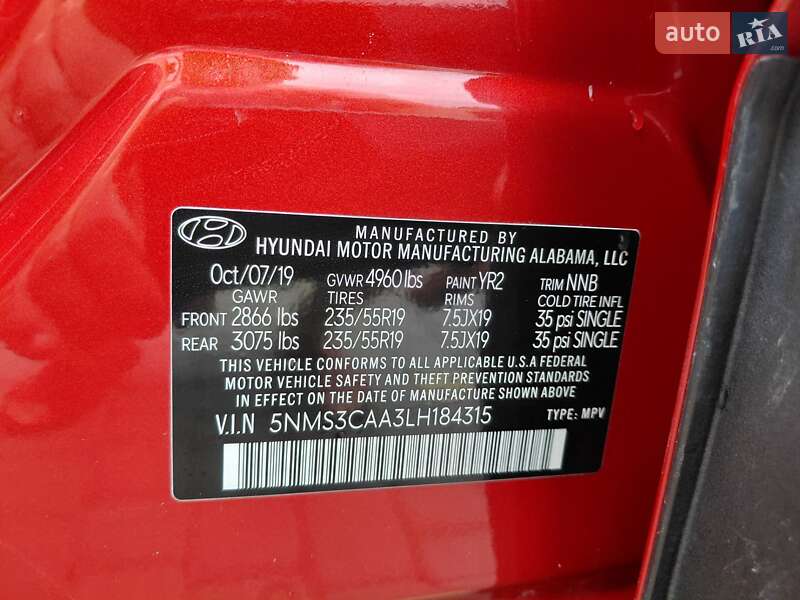 auto RIA.com
MANUFACTURED BY
HYUNDAI MOTOR MANUFACTURING ALABAMA, LLC
Oct/07/19 GVWR 4960 lbs PAINT YR2 TRIM NNB
GAWR TIRES RIMS COLD TIRE INFL
FRONT 2866 lbs 235/55R19 7.5JX19 35 psi SINGLE
REAR 3075 lbs 235/55R19 7.5JX19 35 psi SINGLE
THIS VEHICLE CONFORMS TO ALL APPLICABLE U.S.A FEDERAL
MOTOR VEHICLE SAFETY AND THEFT PREVENTION STANDARDS
IN EFFECT ON THE DATE OF MANUFACTURE SHOWN ABOVE
V.I.N 5NMS3CAA3LH184315 TYPE: MPV